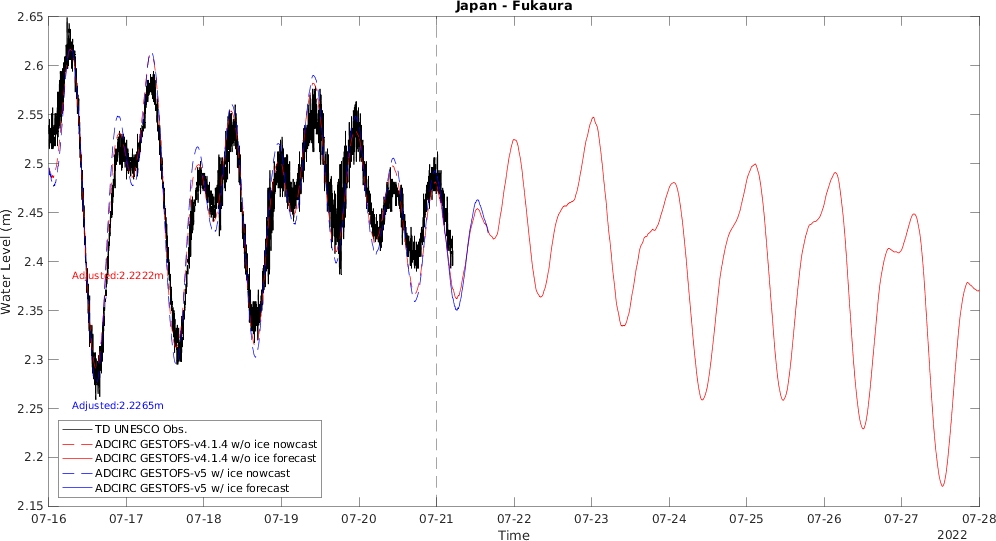 Japan - Fukaura
2.65
2.6
2.55
2.5
2.45
2.4
2.35
2.3
2.25
2.2
2.15
Water Level (m)
Adjusted:2.2222m
Adjusted:2.2265m
TD UNESCO Obs.
ADCIRC GESTOFS-v4.1.4 w/o ice nowcast
ADCIRC GESTOFS-v4.1.4 w/o ice forecast
ADCIRC GESTOFS-v5 w/ ice nowcast
ADCIRC GESTOFS-v5 w/ ice forecast
07-16 07-17 07-18 07-19 07-20 07-21 07-22 07-23 07-24 07-25 07-26 07-27 07-28
Time
2022